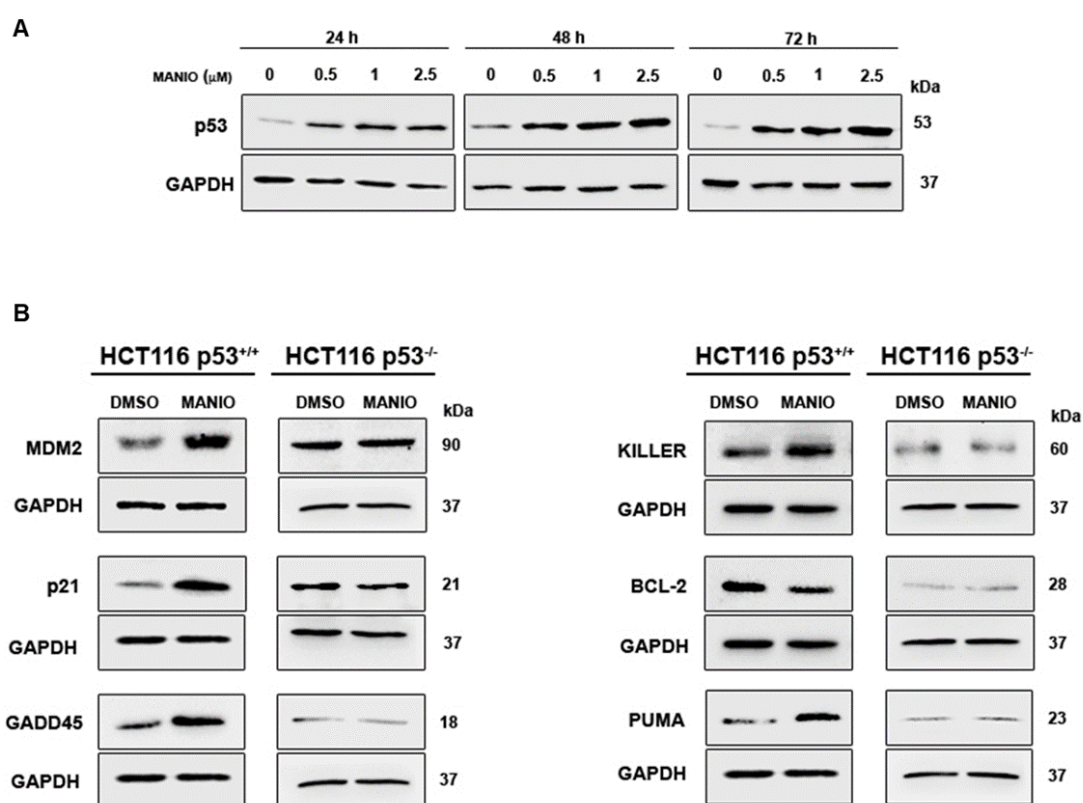 A
24 h 48 h 72 h
MANIO (µM) 0 0.5 1 2.5 0 0.5 1 2.5 0 0.5 1 2.5 kDa
p53 53
GAPDH 37
B
HCT116 p53+/+ HCT116 p53-/- HCT116 p53+/+ HCT116 p53-/-
DMSO MANIO DMSO MANIO kDa DMSO MANIO DMSO MANIO kDa
MDM2 90 KILLER 60
GAPDH 37 GAPDH 37
p21 21 BCL-2 28
GAPDH 37 GAPDH 37
GADD45 18 PUMA 23
GAPDH 37 GAPDH 37